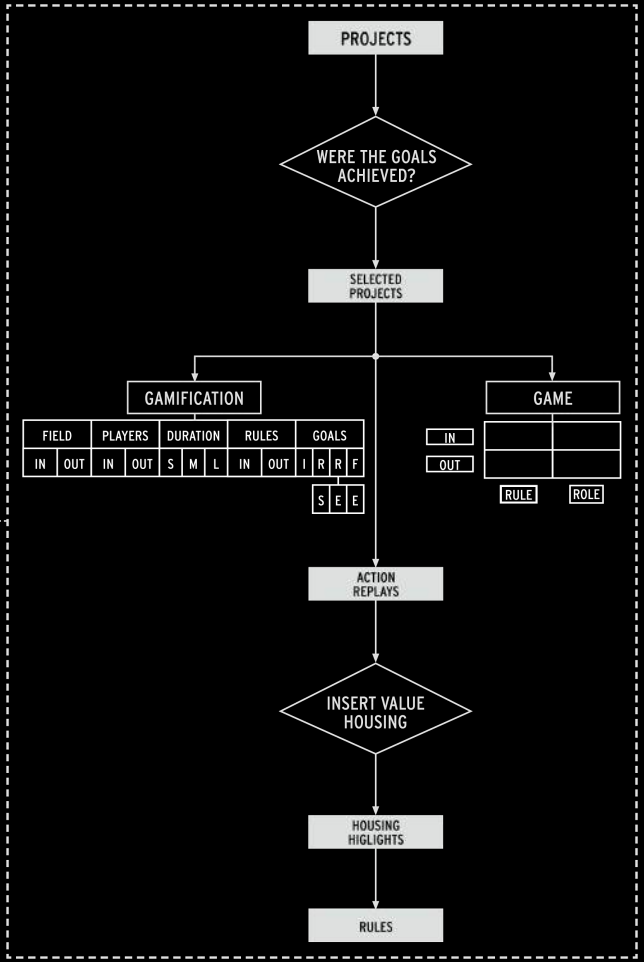 PROJECTS
WERE THE GOALS
ACHIEVED?
SELECTED
PROJECTS
GAMIFICATION
FIELD PLAYERS DURATION RULES GOALS
IN OUT IN OUT S M L IN OUT I R R F
S E E
GAME
IN
OUT
RULE ROLE
ACTION
REPLAYS
INSERT VALUE
HOUSING
HOUSING
HIGLIGHTS
RULES